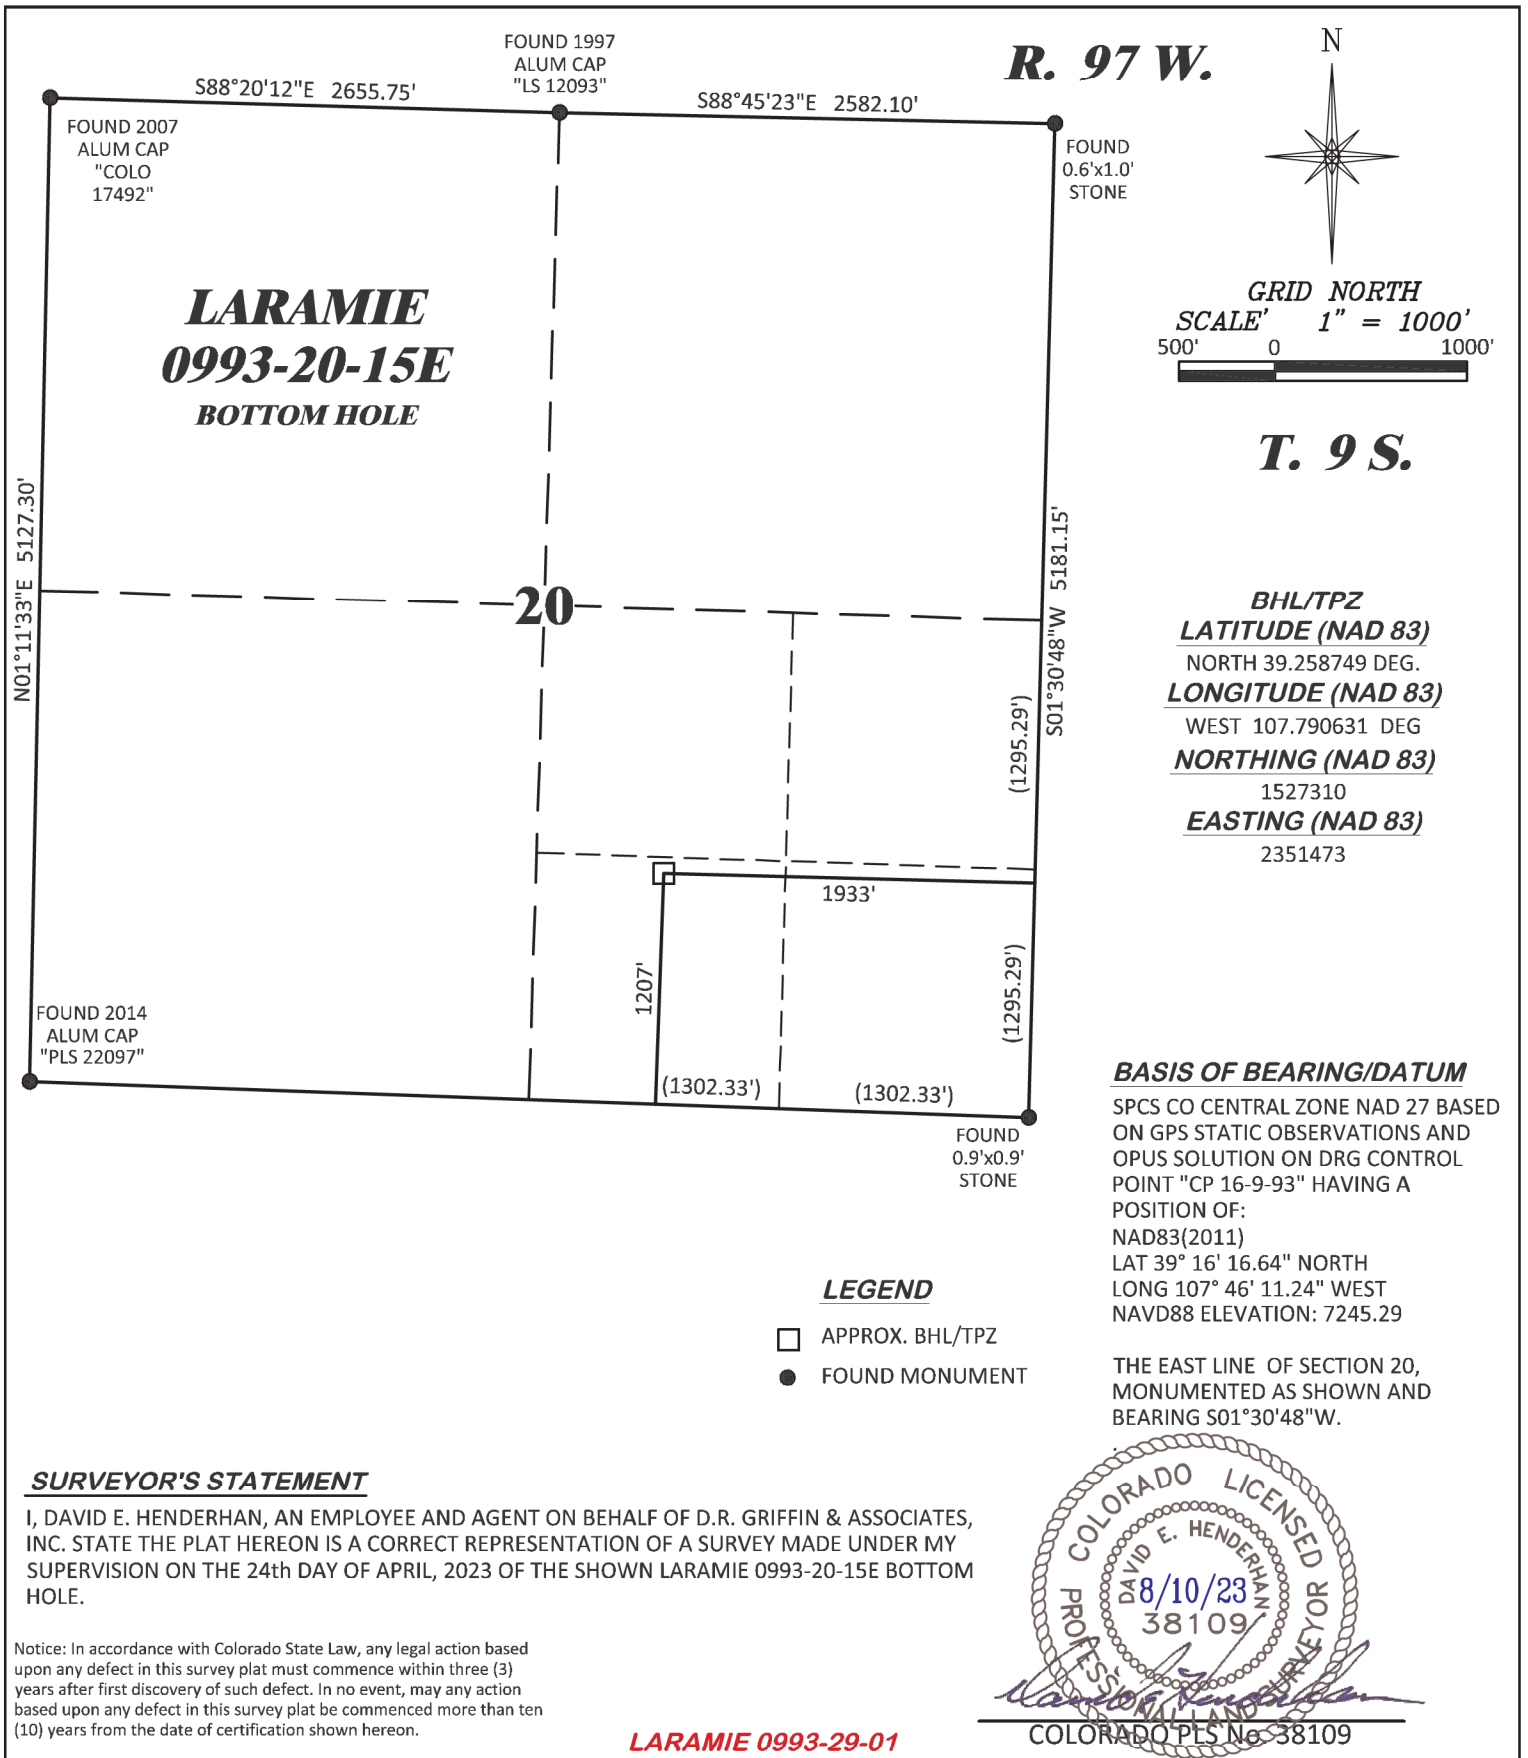 R. 97 W.
N
S88°20'12"E 2655.75'
FOUND 1997
ALUM CAP
"LS 12093"
S88°45'23"E 2582.10'
FOUND 2007
ALUM CAP
"COLO
17492"
FOUND
0.6'x1.0'
STONE
LARAMIE
0993-20-15E
BOTTOM HOLE
GRID NORTH
SCALE' 1" = 1000'
500' 0 1000'
T. 9 S.
N01°11'33"E 5127.30'
S01°30'48"W 5181.15'
20
(1295.29')
BHL/TPZ
LATITUDE (NAD 83)
NORTH 39.258749 DEG.
LONGITUDE (NAD 83)
WEST 107.790631 DEG
NORTHING (NAD 83)
1527310
EASTING (NAD 83)
2351473
1933'
1207'
(1295.29')
FOUND 2014
ALUM CAP
"PLS 22097"
(1302.33')
(1302.33')
FOUND
0.9'x0.9'
STONE
BASIS OF BEARING/DATUM
SPCS CO CENTRAL ZONE NAD 27 BASED
ON GPS STATIC OBSERVATIONS AND
OPUS SOLUTION ON DRG CONTROL
POINT "CP 16-9-93" HAVING A
POSITION OF:
NAD83(2011)
LAT 39° 16' 16.64" NORTH
LONG 107° 46' 11.24" WEST
NAVD88 ELEVATION: 7245.29
THE EAST LINE OF SECTION 20,
MONUMENTED AS SHOWN AND
BEARING S01°30'48"W.
.
LEGEND
APPROX. BHL/TPZ
FOUND MONUMENT
SURVEYOR'S STATEMENT
I, DAVID E. HENDERHAN, AN EMPLOYEE AND AGENT ON BEHALF OF D.R. GRIFFIN & ASSOCIATES,
INC. STATE THE PLAT HEREON IS A CORRECT REPRESENTATION OF A SURVEY MADE UNDER MY
SUPERVISION ON THE 24th DAY OF APRIL, 2023 OF THE SHOWN LARAMIE 0993-20-15E BOTTOM
HOLE.
Notice: In accordance with Colorado State Law, any legal action based
upon any defect in this survey plat must commence within three (3)
years after first discovery of such defect. In no event, may any action
based upon any defect in this survey plat be commenced more than ten
(10) years from the date of certification shown hereon.
COLORADO LICENSED
PROFESSIONAL LAND SURVEYOR
DAVID E. HENDERHAN
8/10/23
38109
COLORADO PLS No 38109
LARAMIE 0993-29-01